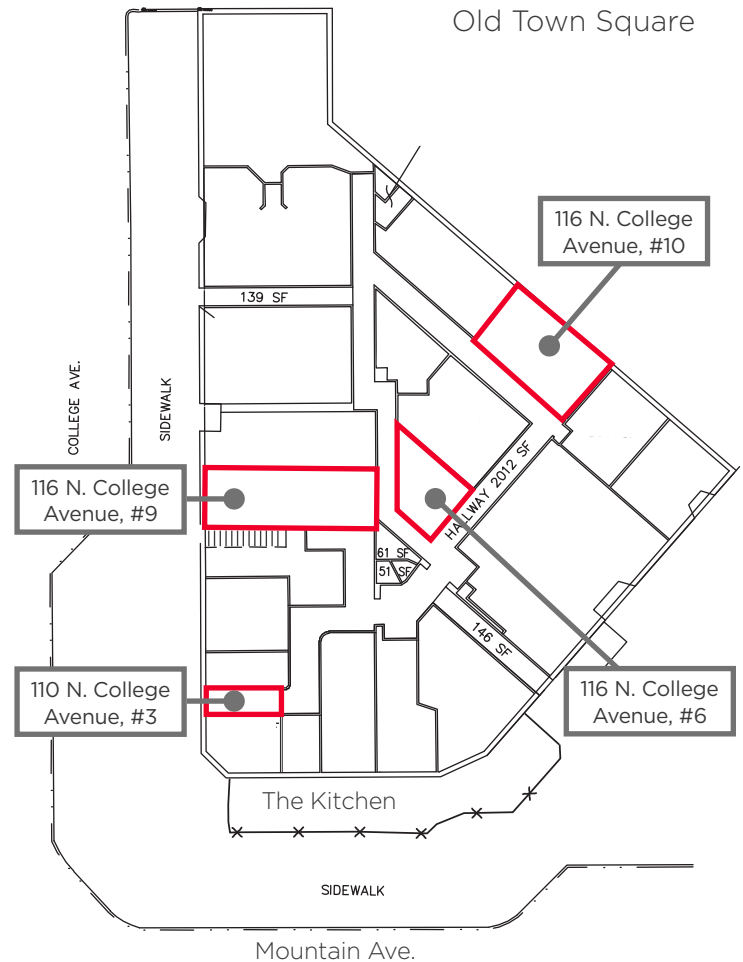 Old Town Square
116 N. College
Avenue, #10
139 SF
COLLEGE AVE.
SIDEWALK
116 N. College
Avenue, #9
HALLWAY 2012 SF
61 SF
51 SF
146 SF
110 N. College
Avenue, #3
116 N. College
Avenue, #6
The Kitchen
SIDEWALK
Mountain Ave.